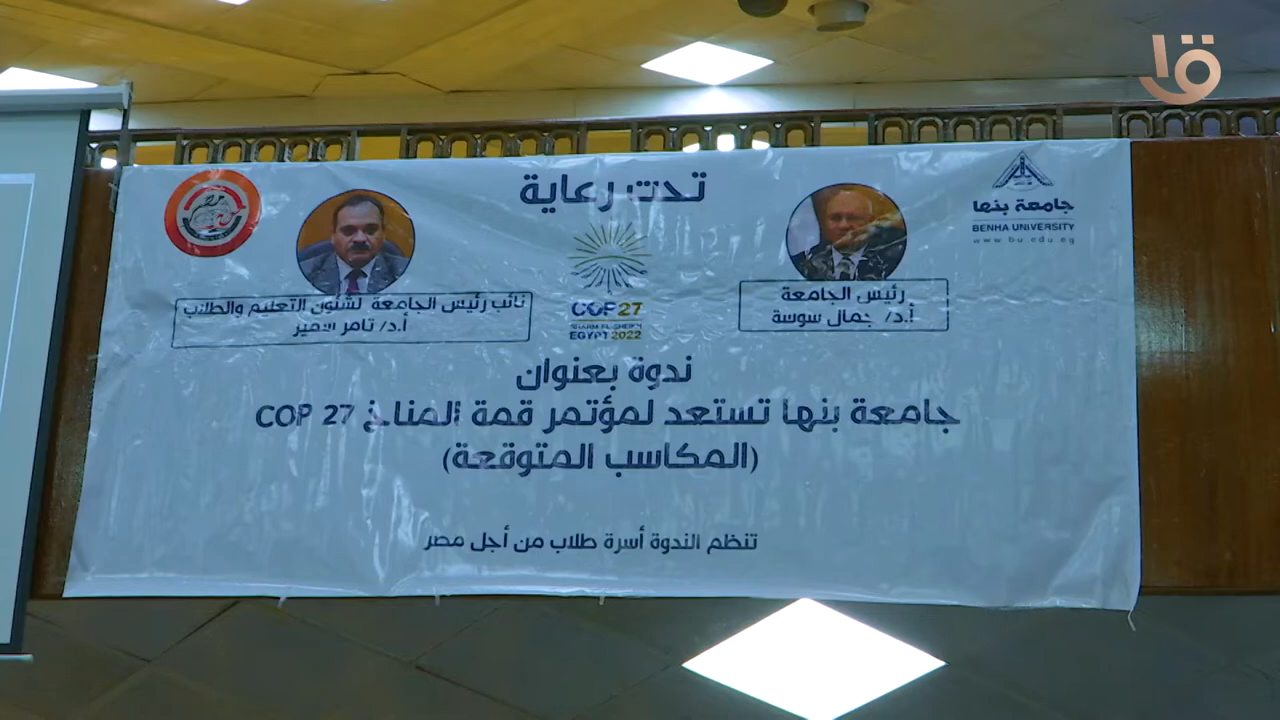 تحت رعاية
جامعة بنها
BENHA UNIVERSITY
www.bu.edu.eg
رئيس الجامعة
أ.د/ جمال سوسة
COP27
SHARM EL-SHEIKH
EGYPT 2022
نائب رئيس الجامعة لشئون التعليم والطلاب
أ.د/ تامر سمير
ندوة بعنوان
جامعة بنها تستعد لمؤتمر قمة المناخ COP 27
(المكاسب المتوقعة)
تنظم الندوة أسرة طلاب من أجل مصر